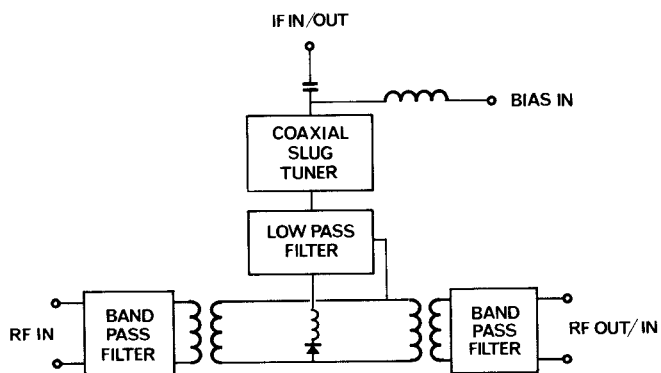 IF IN/OUT
BIAS IN
COAXIAL
SLUG
TUNER
LOW PASS
FILTER
RF IN
BAND
PASS
FILTER
BAND
PASS
FILTER
RF OUT/IN